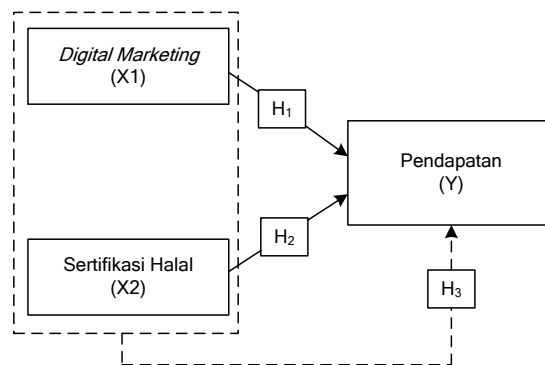 Digital Marketing
(X1)
H₁
Pendapatan
(Y)
H₂
Sertifikasi Halal
(X2)
H₃